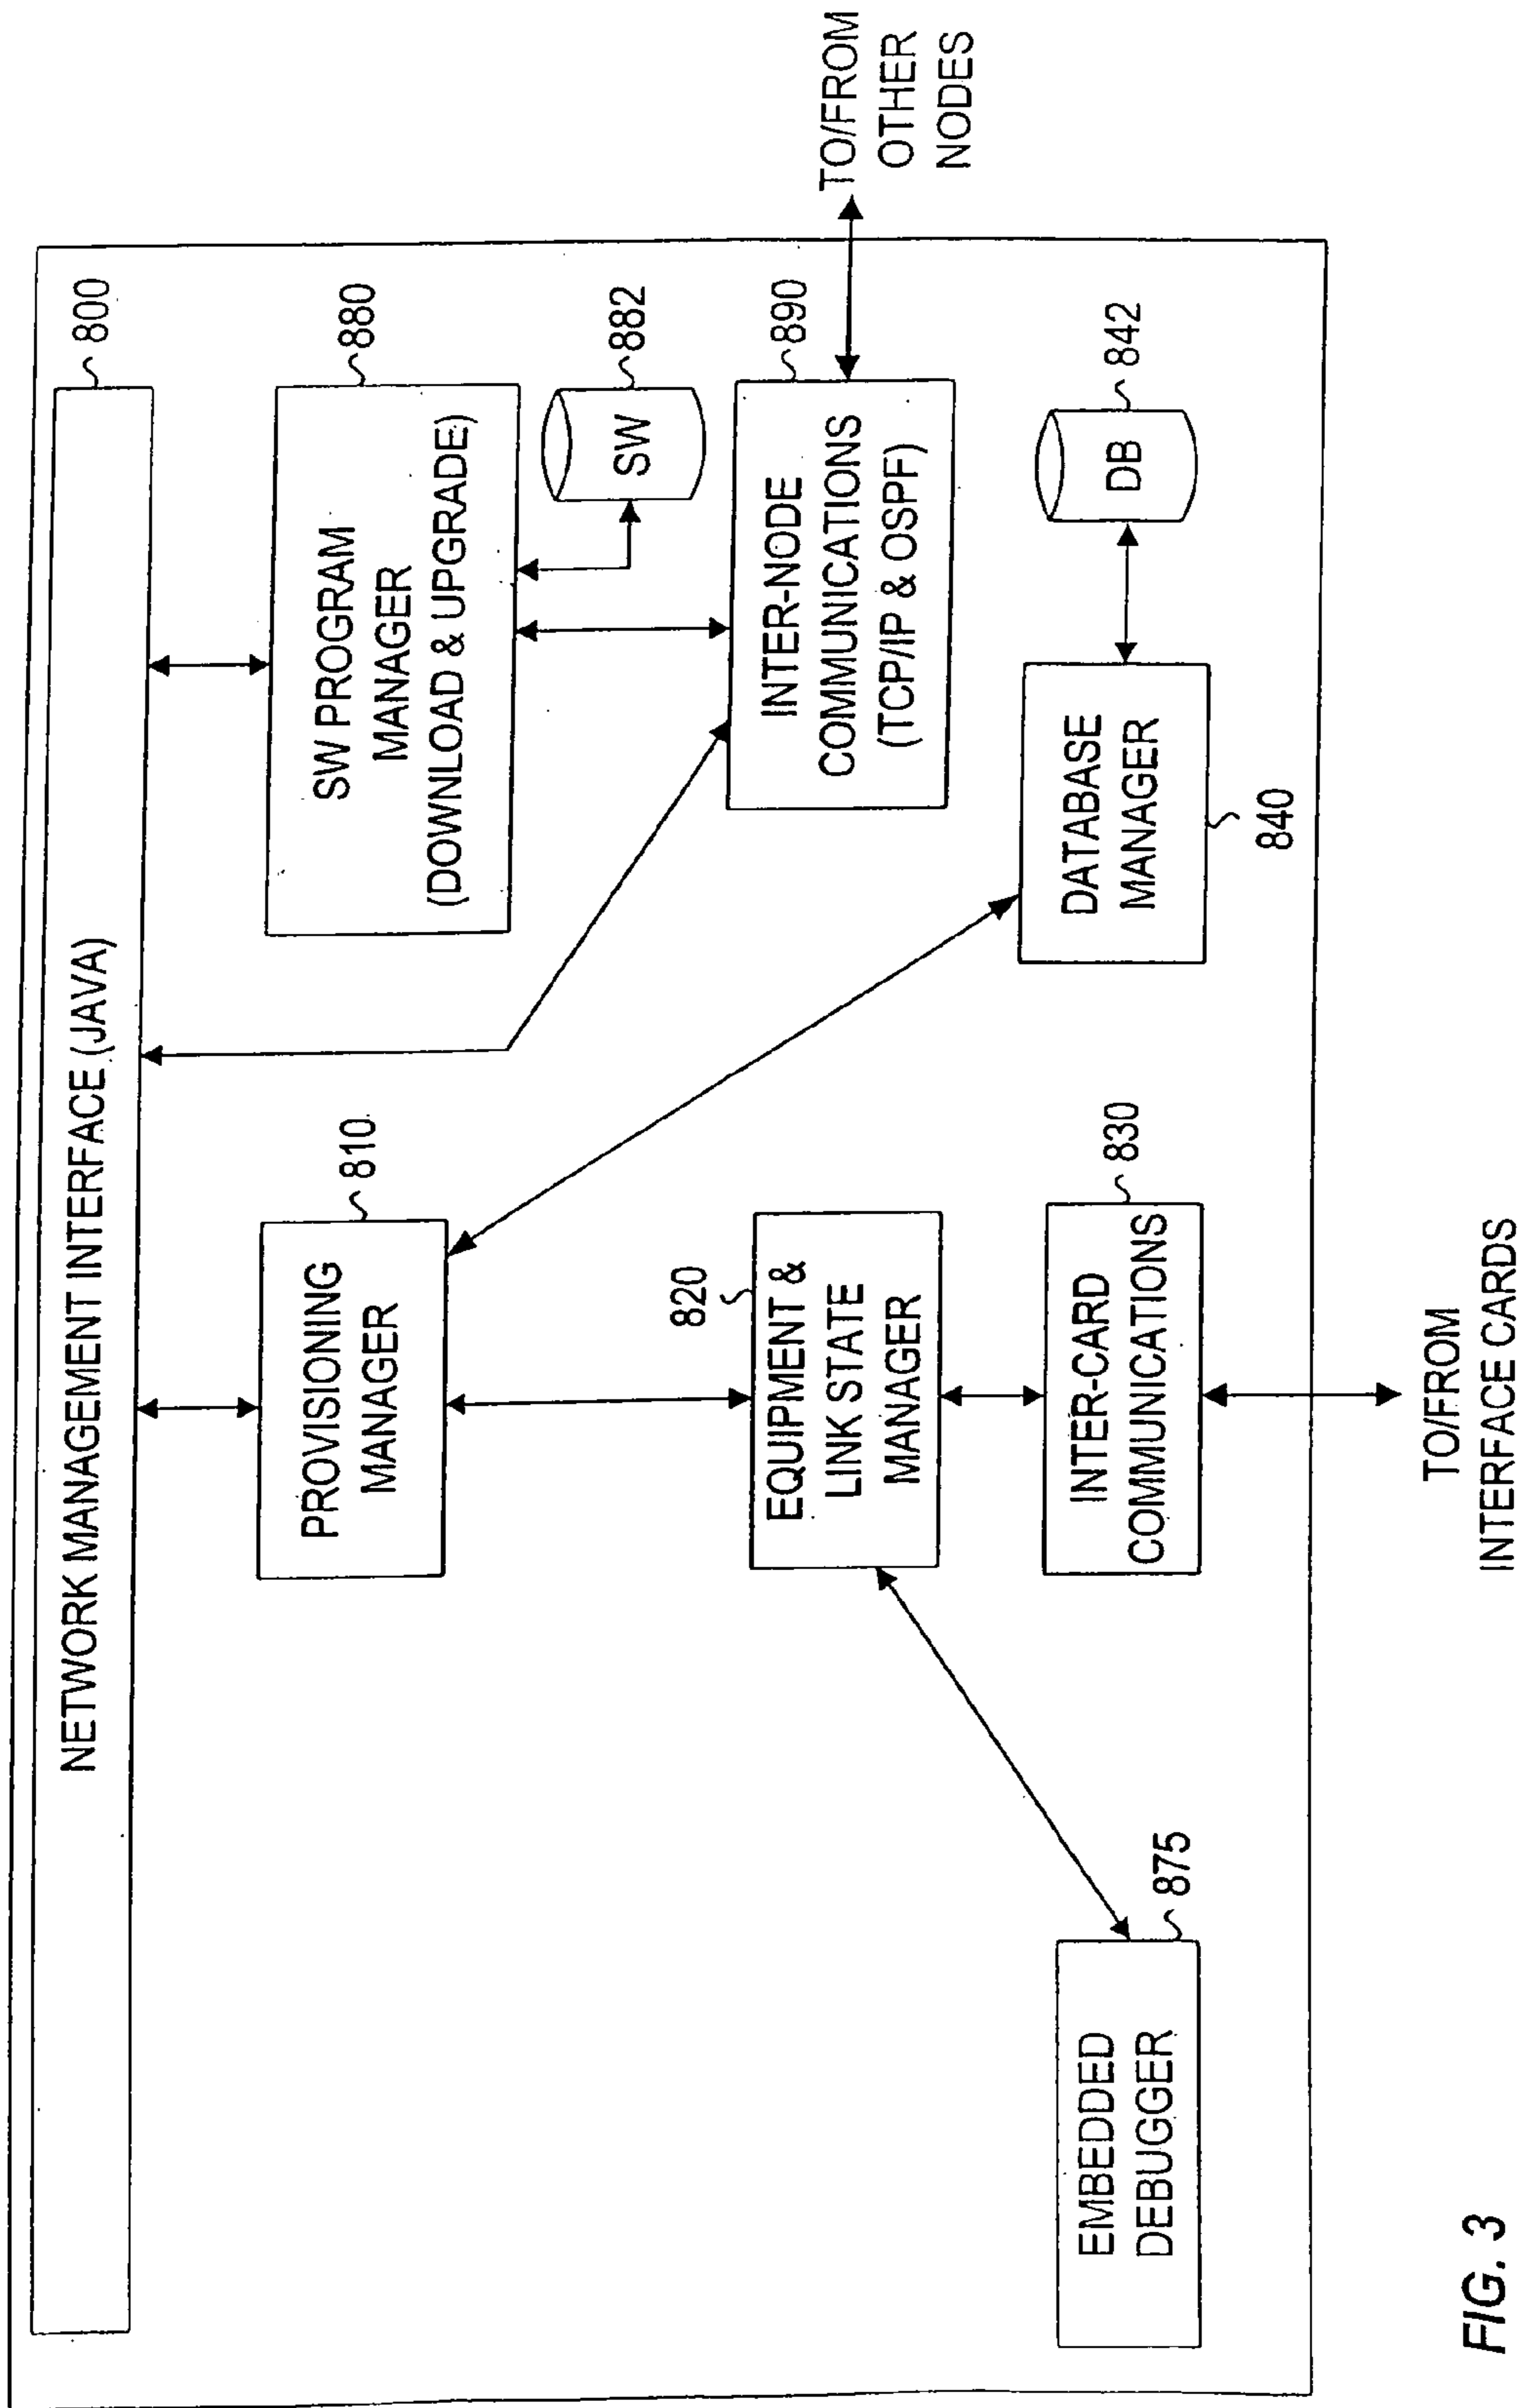 800
NETWORK MANAGEMENT INTERFACE (JAVA)
810
PROVISIONING
MANAGER
880
SW PROGRAM
MANAGER
(DOWNLOAD & UPGRADE)
882
SW
820
EQUIPMENT &
LINK STATE
MANAGER
890
INTER-NODE
COMMUNICATIONS
(TCP/IP & OSPF)
TO/FROM
OTHER
NODES
875
EMBEDDED
DEBUGGER
830
INTER-CARD
COMMUNICATIONS
DATABASE
MANAGER
840
842
DB
TO/FROM
INTERFACE CARDS
FIG. 3